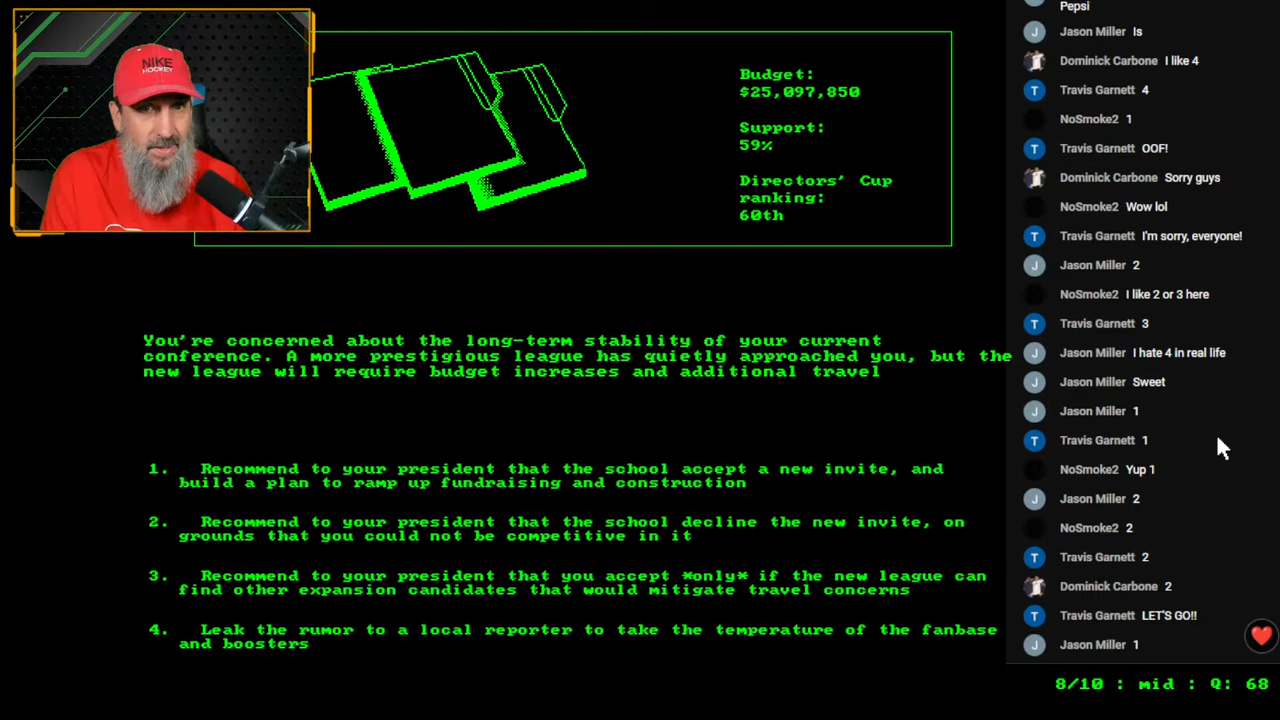 NIKE
HOCKEY
Budget:
$25,097,850
Support:
59%
Directors' Cup
ranking:
60th
You're concerned about the long-term stability of your current
conference. A more prestigious league has quietly approached you, but the
new league will require budget increases and additional travel
1. Recommend to your president that the school accept a new invite, and
build a plan to ramp up fundraising and construction
2. Recommend to your president that the school decline the new invite, on
grounds that you could not be competitive in it
3. Recommend to your president that you accept *only* if the new league can
find other expansion candidates that would mitigate travel concerns
4. Leak the rumor to a local reporter to take the temperature of the fanbase
and boosters
Pepsi
J Jason Miller Is
Dominick Carbone I like 4
T Travis Garnett 4
NoSmoke2 1
T Travis Garnett OOF!
Dominick Carbone Sorry guys
NoSmoke2 Wow lol
T Travis Garnett I'm sorry, everyone!
J Jason Miller 2
NoSmoke2 I like 2 or 3 here
T Travis Garnett 3
J Jason Miller I hate 4 in real life
J Jason Miller Sweet
J Jason Miller 1
T Travis Garnett 1
NoSmoke2 Yup 1
J Jason Miller 2
NoSmoke2 2
T Travis Garnett 2
Dominick Carbone 2
T Travis Garnett LET'S GO!!
J Jason Miller 1
8/10 : mid : Q: 68